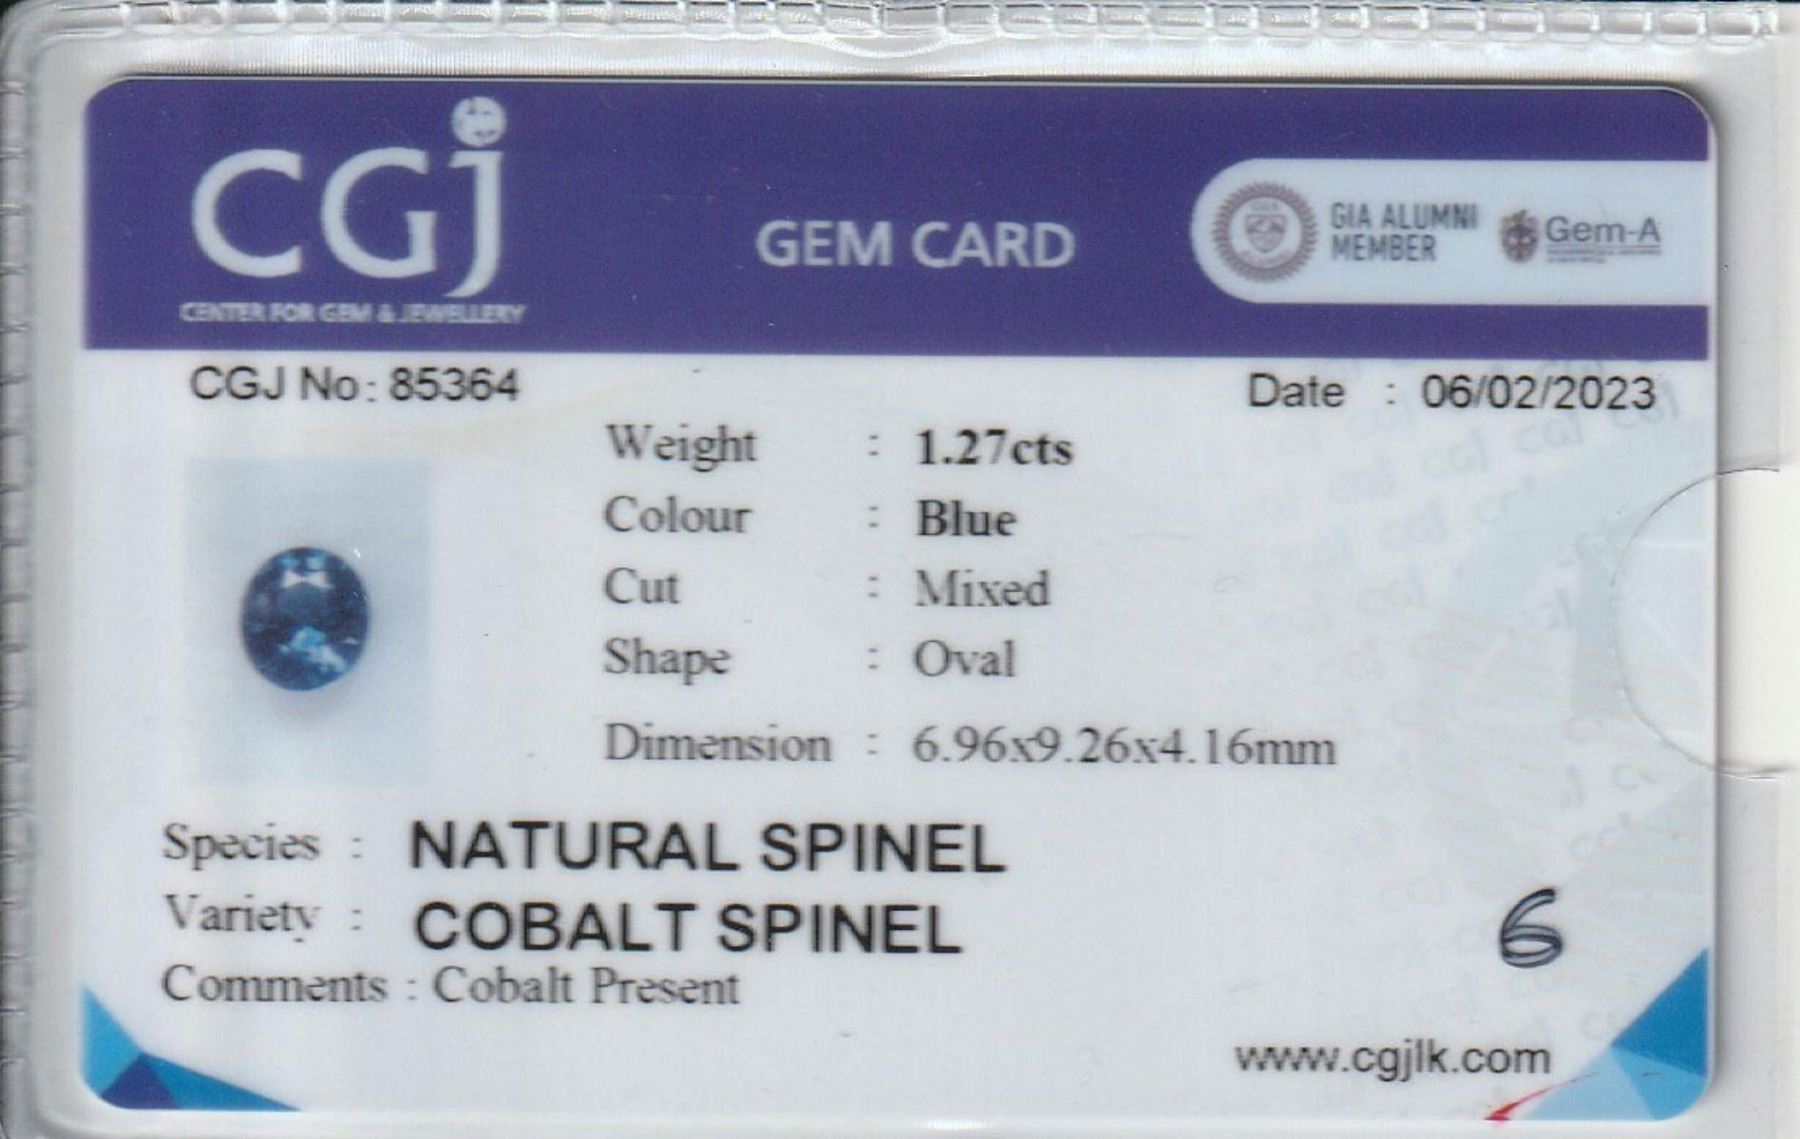 CGJ
CENTER FOR GEM & JEWELLERY
GEM CARD
GIA ALUMNI
MEMBER
Gem-A
CGJ No : 85364
Date : 06/02/2023
Weight : 1.27cts
Colour : Blue
Cut : Mixed
Shape : Oval
Dimension : 6.96x9.26x4.16mm
Species : NATURAL SPINEL
Variety : COBALT SPINEL
Comments : Cobalt Present
6
www.cgjlk.com